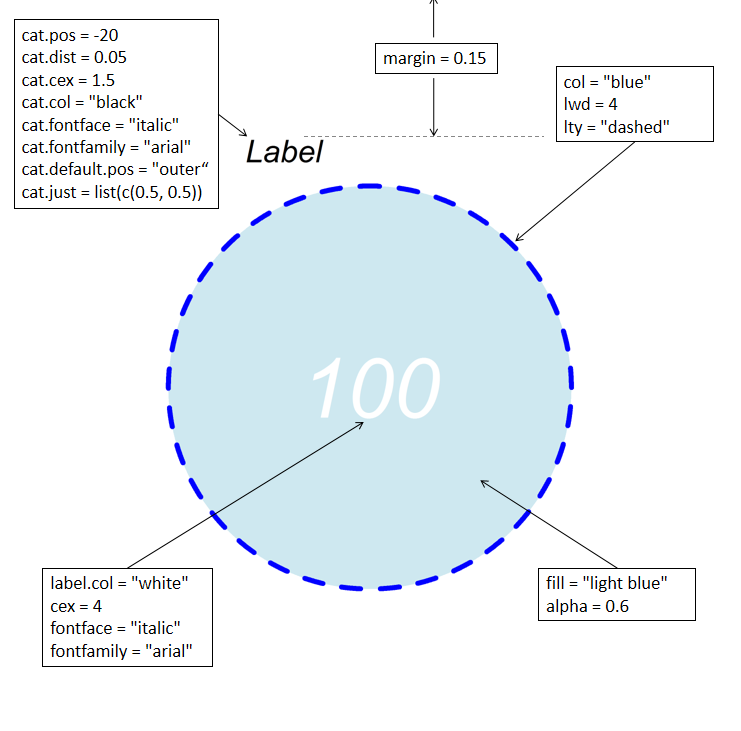 cat.pos = -20
cat.dist = 0.05
cat.cex = 1.5
cat.col = "black"
cat.fontface = "italic"
cat.fontfamily = "arial"
cat.default.pos = "outer“
cat.just = list(c(0.5, 0.5))
margin = 0.15
col = "blue"
lwd = 4
lty = "dashed"
Label
100
label.col = "white"
cex = 4
fontface = "italic"
fontfamily = "arial"
fill = "light blue"
alpha = 0.6